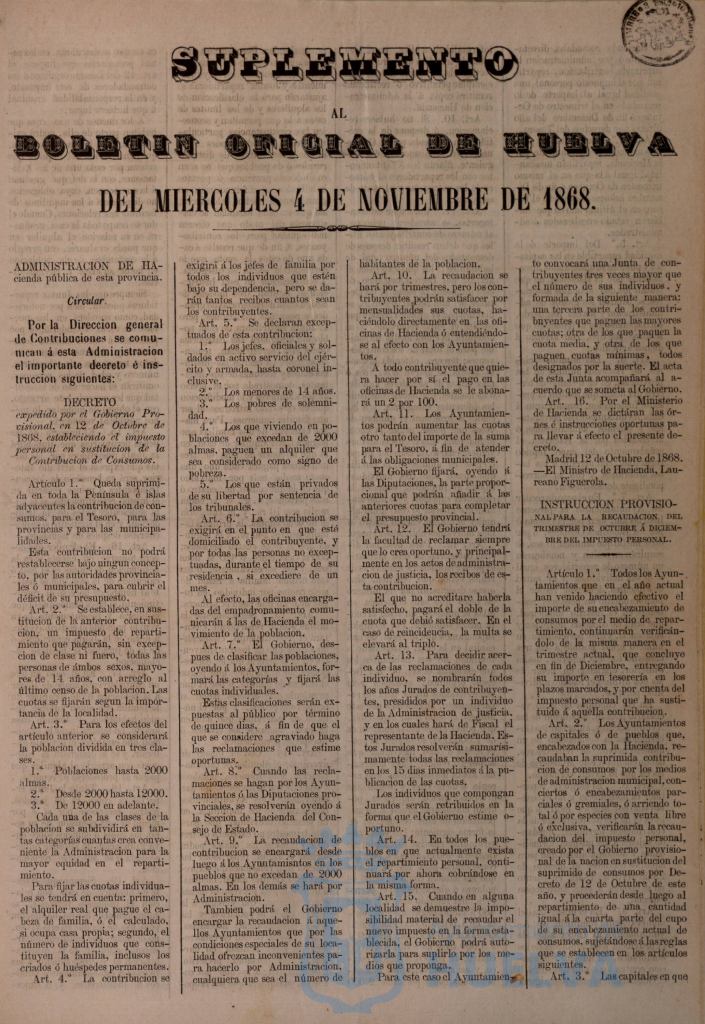 SUPLEMENTO
AL
BOLETIN OFICIAL DE HUELVA
DEL MIERCOLES 4 DE NOVIEMBRE DE 1868.
ADMINISTRACION DE HA-
cienda pública de esta provincia.
Circular.
Por la Direccion general
de Contribuciones se comu-
nican á esta Administracion
el importante decreto é ins-
truccion siguientes:
DECRETO
expedido por el Gobierno Pro-
visional, en 12 de Octubre de
1868, estableciendo el impuesto
personal en sustitucion de la
Contribucion de Consumos.
Artículo 1.° Queda suprimi-
da en toda la Península é islas
adyacentes la contribucion de con-
sumos, para el Tesoro, para las
provincias y para las municipa-
lidades.
Esta contribucion no podrá
restablecerse bajo ningun concep-
to, por las autoridades provincia-
les ó municipales, para cubrir el
déficit de su presupuesto.
Art. 2.° Se establece, en sus-
titucion de la anterior contribu-
cion, un impuesto de reparti-
miento que pagarán, sin excep-
cion de clase ni fuero, todas las
personas de ámbos sexos, mayo-
res de 14 años, con arreglo al
último censo de la poblacion. Las
cuotas se fijarán segun la impor-
tancia de la localidad.
Art. 3.° Para los efectos del
artículo anterior se considerará
la poblacion dividida en tres cla-
ses.
1.ª Poblaciones hasta 2000
almas.
2.ª Desde 2000 hasta 12000.
3.ª De 12000 en adelante.
Cada una de las clases de la
poblacion se subdividirá en tan-
tas categorías cuantas crea conve-
niente la Administracion para la
mayor equidad en el reparti-
miento.
Para fijar las cuotas individua-
les se tendrá en cuenta: primero,
el alquiler real que pague el ca-
beza de familia, ó el calculado,
si ocupa casa propia; segundo, el
número de individuos que cons-
tituyen la familia, inclusos los
criados ó huéspedes permanentes.
Art. 4.° La contribucion se
exigirá á los jefes de familia por
todos los individuos que estén
bajo su dependencia, pero se da-
rán tantos recibos cuantos sean
los contribuyentes.
Art. 5.° Se declaran excep-
tuados de esta contribucion:
1.° Los jefes, oficiales y sol-
dados en activo servicio del ejér-
cito y armada, hasta coronel in-
clusive.
2.° Los menores de 14 años.
3.° Los pobres de solemni-
dad.
4.° Los que viviendo en po-
blaciones que excedan de 2000
almas, paguen un alquiler que
sea considerado como signo de
pobreza.
5. Los que están privados
de su libertad por sentencia de
los tribunales.
Art. 6.° La contribucion se
exigirá en el punto en que esté
domiciliado el contribuyente, y
por todas las personas no excep-
tuadas, durante el tiempo de su
residencia, si excediere de un
mes.
Al efecto, las oficinas encarga-
das del empadronamiento comu-
nicarán á las de Hacienda el mo-
vimiento de la poblacion.
Art. 7.° El Gobierno, des-
pues de clasificar las poblaciones,
oyendo á los Ayuntamientos, for-
mará las categorías y fijará las
cuotas individuales.
Estas clasificaciones serán ex-
puestas al público por término
de quince dias, á fin de que el
que se considere agraviado haga
las reclamaciones que estime
oportunas.
Art. 8.° Cuando las recla-
maciones se hagan por los Ayun-
tamientos ó las Diputaciones pro-
vinciales, se resolverán oyendo á
la Seccion de Hacienda del Con-
sejo de Estado.
Art. 9.° La recaudacion de
contribucion se encargará desde
luego á los Ayuntamisntos en los
pueblos que no excedan de 2000
almas. En los demás se hará por
Administracion.
Tambien podrá el Gobierno
encargar la recaudacion á aque-
llos Ayuntamientos que por las
condiciones especiales de su loca-
lidad ofrezcan inconvenientes pa-
ra hacerlo por Administracion,
cualquiera que sea el número de
habitantes de la poblacion.
Art. 10. La recaudacion se
hará por trimestres, pero los con-
tribuyentes podrán satisfacer por
mensualidades sus cuotas, ha-
ciéndolo directamente en las ofi-
cinas de Hacienda ó entendiéndo-
se al efecto con los Ayuntamien-
tos.
A todo contribuyente que quie-
ra hacer por sí el pago en las
oficinas de Hacienda se le abona-
rá un 2 por 100.
Art. 11. Los Ayuntamien-
tos podrán aumentar las cuotas
otro tanto del importe de la suma
para el Tesoro, á fin de atender
á las obligaciones municipales.
El Gobierno fijará, oyendo á
las Diputaciones, la parte propor-
cional que podrán añadir á las
anteriores cuotas para completar
el presupuesto provincial.
Art. 12. El Gobierno tendrá
la facultad de reclamar siempre
que lo crea oportuno, y principal-
mente en los actos de administra-
cion de justicia, los recibos de es-
ta contribucion.
El que no acreditare haberla
satisfecho, pagará el doble de la
cuota que debió satisfacer. En el
caso de reincidencia, la multa se
elevará al triplo.
Art. 13. Para decidir acer-
ca de las reclamaciones de cada
individuo, se nombrarán todos
los años Jurados de contribuyen-
tes, presididos por un individuo
de la Administracion de justicia,
y en los cuales hará de Fiscal el
representante de la Hacienda. Es-
tos Jurados resolverán sumarísi-
mamente todas las reclamaciones
en los 15 dias inmediatos á la pu-
blicacion de las cuotas.
Los individuos que compongan
Jurados serán retribuidos en la
forma que el Gobierno estime o-
portuno.
Art. 14. En todos los pue-
blos en que actualmente exista
el repartimiento personal, conti-
nuará por ahora cobrándose en
la misma forma.
Art. 15. Cuando en alguna
localidad se demuestre la impo-
sibilidad material de recaudar el
nuevo impuesto en la forma esta-
blecida, el Gobierno podrá auto-
rizarla para suplirlo por los me-
dios que proponga.
Para este caso el Ayuntamien-
to convocará una Junta de con-
tribuyentes tres veces mayor que
el número de sus individuos, y
formada de la siguiente manera:
una tercera parte de los contri-
buyentes que paguen las mayores
cuotas; otra de los que paguen la
cuota media, y otra de los que
paguen cuotas mínimas, todos
designados por la suerte. El acta
de esta Junta acompañará al a-
cuerdo que se someta al Gobierno.
Art. 16. Por el Ministerio
de Hacienda se dictarán las ór-
nes é instrucciones oportunas pa-
ra llevar á efecto el presente de-
creto.
Madrid 12 de Octubre de 1868.
—El Ministro de Hacienda, Lau-
reano Figuerola.
INSTRUCCION PROVISIO-
NAL PARA LA RECAUDACION DEL
TRIMESTRE DE OCTUBRE Á DICIEM-
BRE DEL IMPUESTO PERSONAL.
Artículo 1.° Todos los Ayun-
tamientos que en el año actual
han venido haciendo efectivo el
importe de su encabezamiento de
consumos por el medio de repar-
timiento, continuarán verificán-
dolo de la misma manera en el
trimestre actual, que concluye
en fin de Diciembre, entregando
su importe en tesorería en los
plazos marcados, y por cuenta del
impuesto personal que ha susti-
tuido á aquella contribucion.
Art. 2.° Los Ayuntamientos
de capitales ó de pueblos que,
encabezados con la Hacienda, re-
caudaban la suprimida contribu-
cion de consumos por los medios
de administracion municipal, con-
ciertos ó encabezamientos par-
ciales ó gremiales, ó arriendo to-
tal ó por especies con venta libre
ó exclusiva, verificarán la recau-
dacion del impuesto personal,
creado por el Gobierno provisional
de la nacion en sustitucion del
suprimido de consumos por De-
creto de 12 de Octubre de este
año, y procederán desde luego al
repartimiento de una cantidad
igual á la cuarta parte del cupo
de su encabezamiento actual de
consumos, sujetándose á las reglas
que se establecen en los artículos
siguientes.
Art. 3.° Las capitales en que